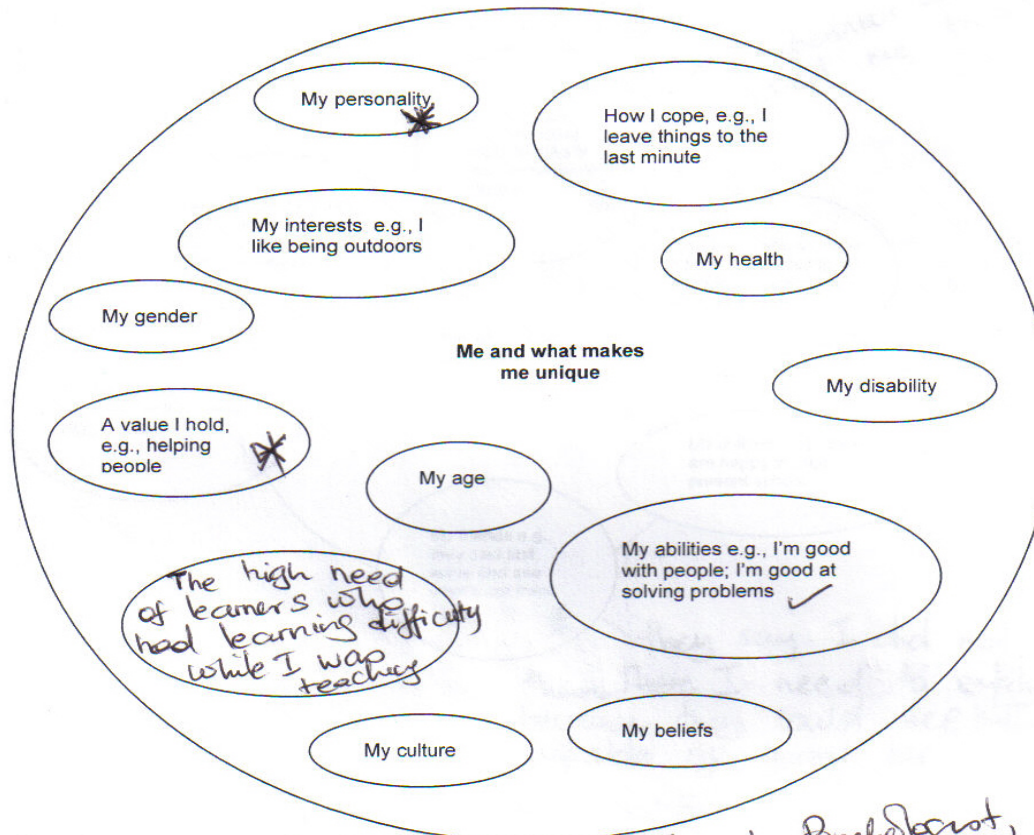 My personality
How I cope, e.g., I
leave things to the
last minute
My interests e.g., I
like being outdoors
My health
My gender
Me and what makes
me unique
My disability
A value I hold,
e.g., helping
people
My age
My abilities e.g., I'm good
with people; I'm good at
solving problems
The high need
of learners who
had learning difficulty
while I was
teaching
My culture
My beliefs
Psychologist,